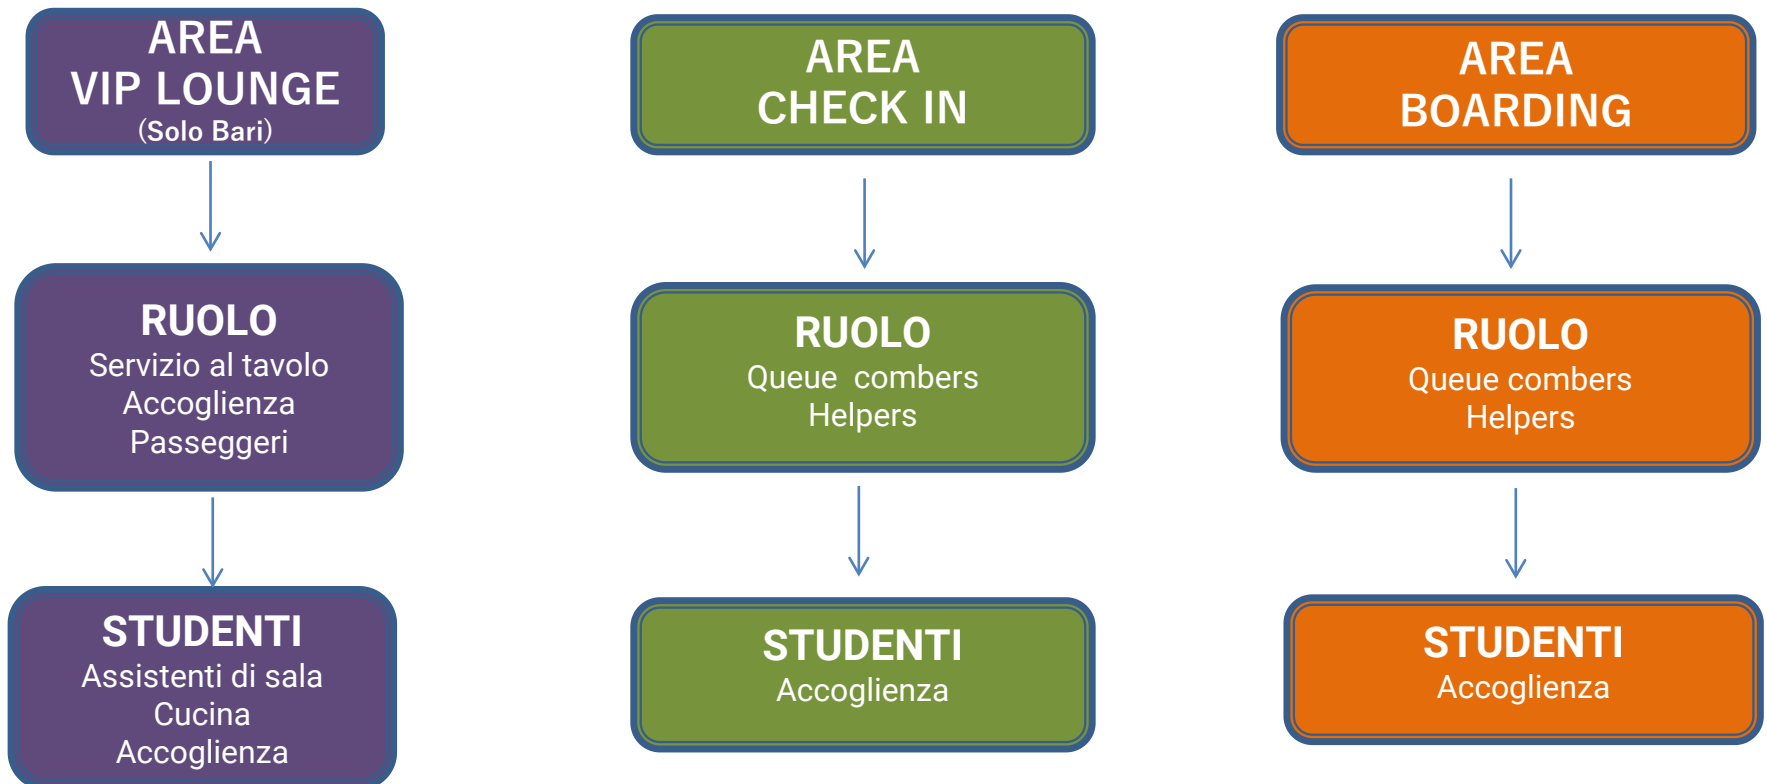 AREA
VIP LOUNGE
(Solo Bari)
RUOLO
Servizio al tavolo
Accoglienza
Passeggeri
STUDENTI
Assistenti di sala
Cucina
Accoglienza
AREA
CHECK IN
RUOLO
Queue combers
Helpers
STUDENTI
Accoglienza
AREA
BOARDING
RUOLO
Queue combers
Helpers
STUDENTI
Accoglienza